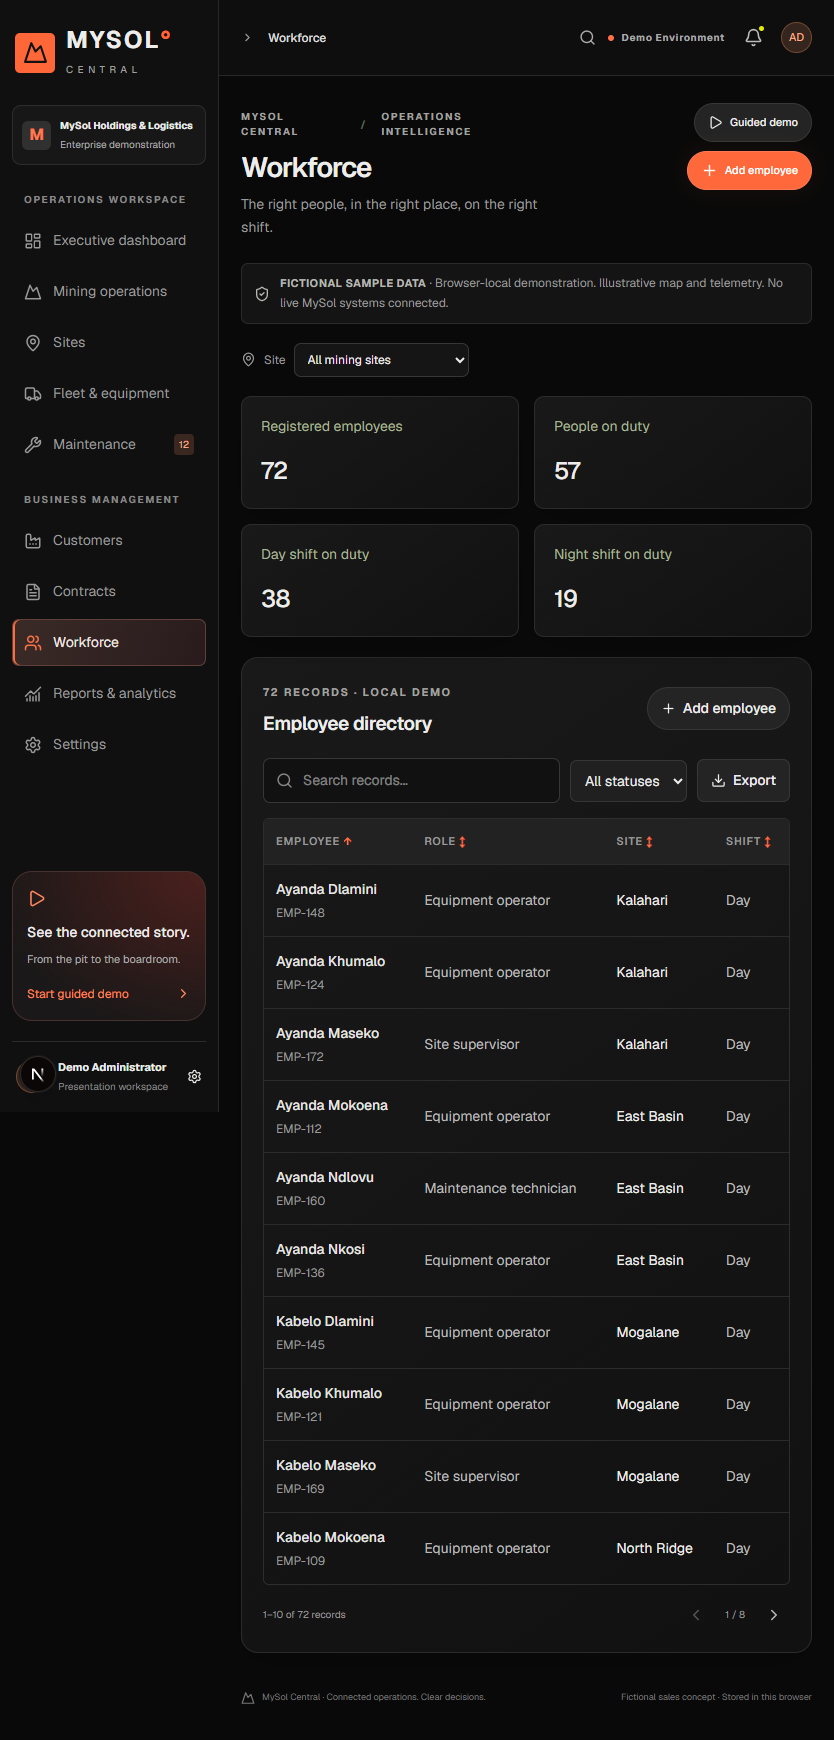 MYSOL
CENTRAL
MySol Holdings & Logistics
Enterprise demonstration
M
OPERATIONS WORKSPACE
Executive dashboard
Mining operations
Sites
Fleet & equipment
Maintenance 12
BUSINESS MANAGEMENT
Customers
Contracts
Workforce
Reports & analytics
Settings
See the connected story.
From the pit to the boardroom.
Start guided demo
N
Demo Administrator
Presentation workspace
Workforce
Demo Environment
AD
MYSOL CENTRAL / OPERATIONS INTELLIGENCE
Workforce
The right people, in the right place, on the right
shift.
Guided demo
Add employee
FICTIONAL SAMPLE DATA · Browser-local demonstration. Illustrative map and telemetry. No
live MySol systems connected.
Site All mining sites
Registered employees
72
People on duty
57
Day shift on duty
38
Night shift on duty
19
72 RECORDS · LOCAL DEMO
Employee directory
Add employee
Search records...
All statuses
Export
EMPLOYEE ↑ ROLE ↕ SITE ↕ SHIFT ↕
Ayanda Dlamini
EMP-148
Equipment operator Kalahari Day
Ayanda Khumalo
EMP-124
Equipment operator Kalahari Day
Ayanda Maseko
EMP-172
Site supervisor Kalahari Day
Ayanda Mokoena
EMP-112
Equipment operator East Basin Day
Ayanda Ndlovu
EMP-160
Maintenance technician East Basin Day
Ayanda Nkosi
EMP-136
Equipment operator East Basin Day
Kabelo Dlamini
EMP-145
Equipment operator Mogalane Day
Kabelo Khumalo
EMP-121
Equipment operator Mogalane Day
Kabelo Maseko
EMP-169
Site supervisor Mogalane Day
Kabelo Mokoena
EMP-109
Equipment operator North Ridge Day
1–10 of 72 records
1 / 8
MySol Central · Connected operations. Clear decisions.
Fictional sales concept · Stored in this browser